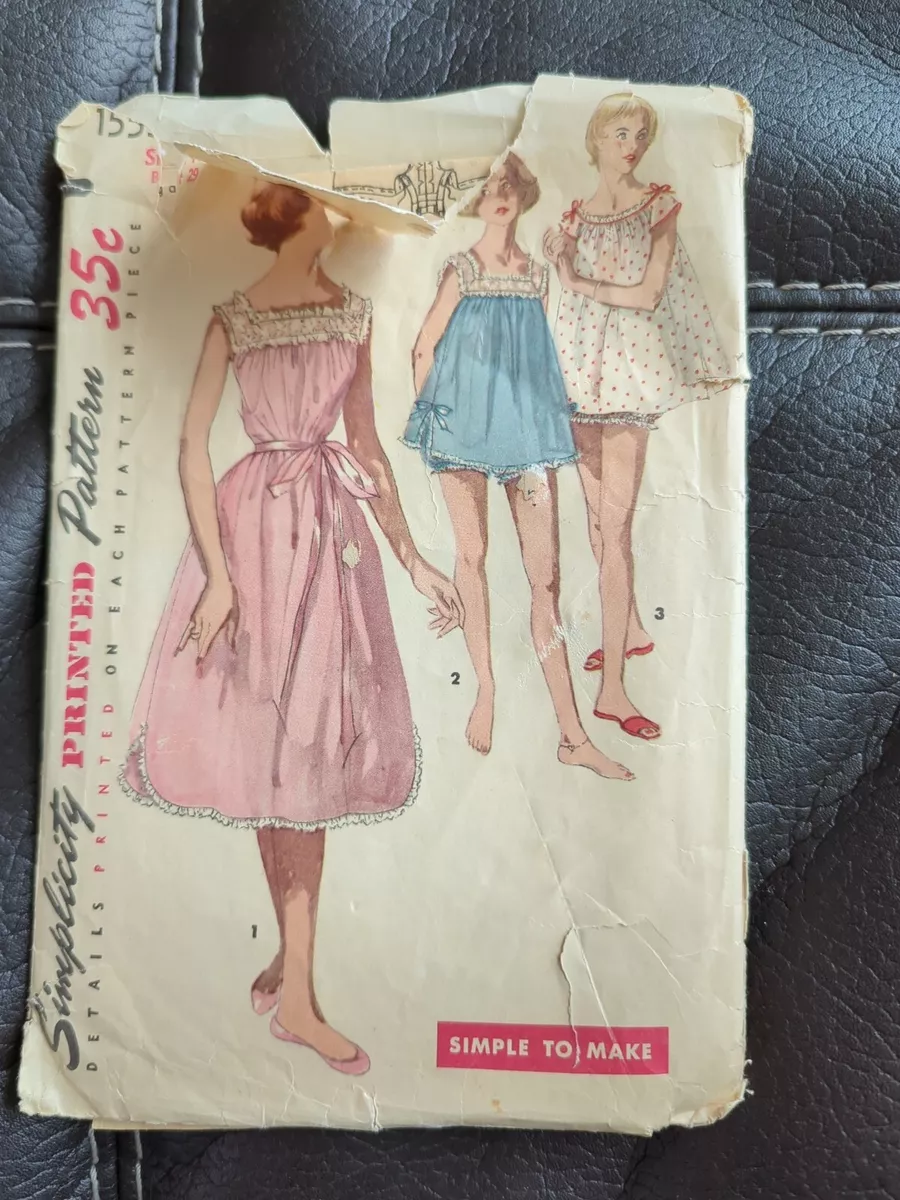 35c
Simplicity PRINTED Pattern
DETAILS PRINTED ON EACH PATTERN PIECE
1
2
3
SIMPLE TO MAKE